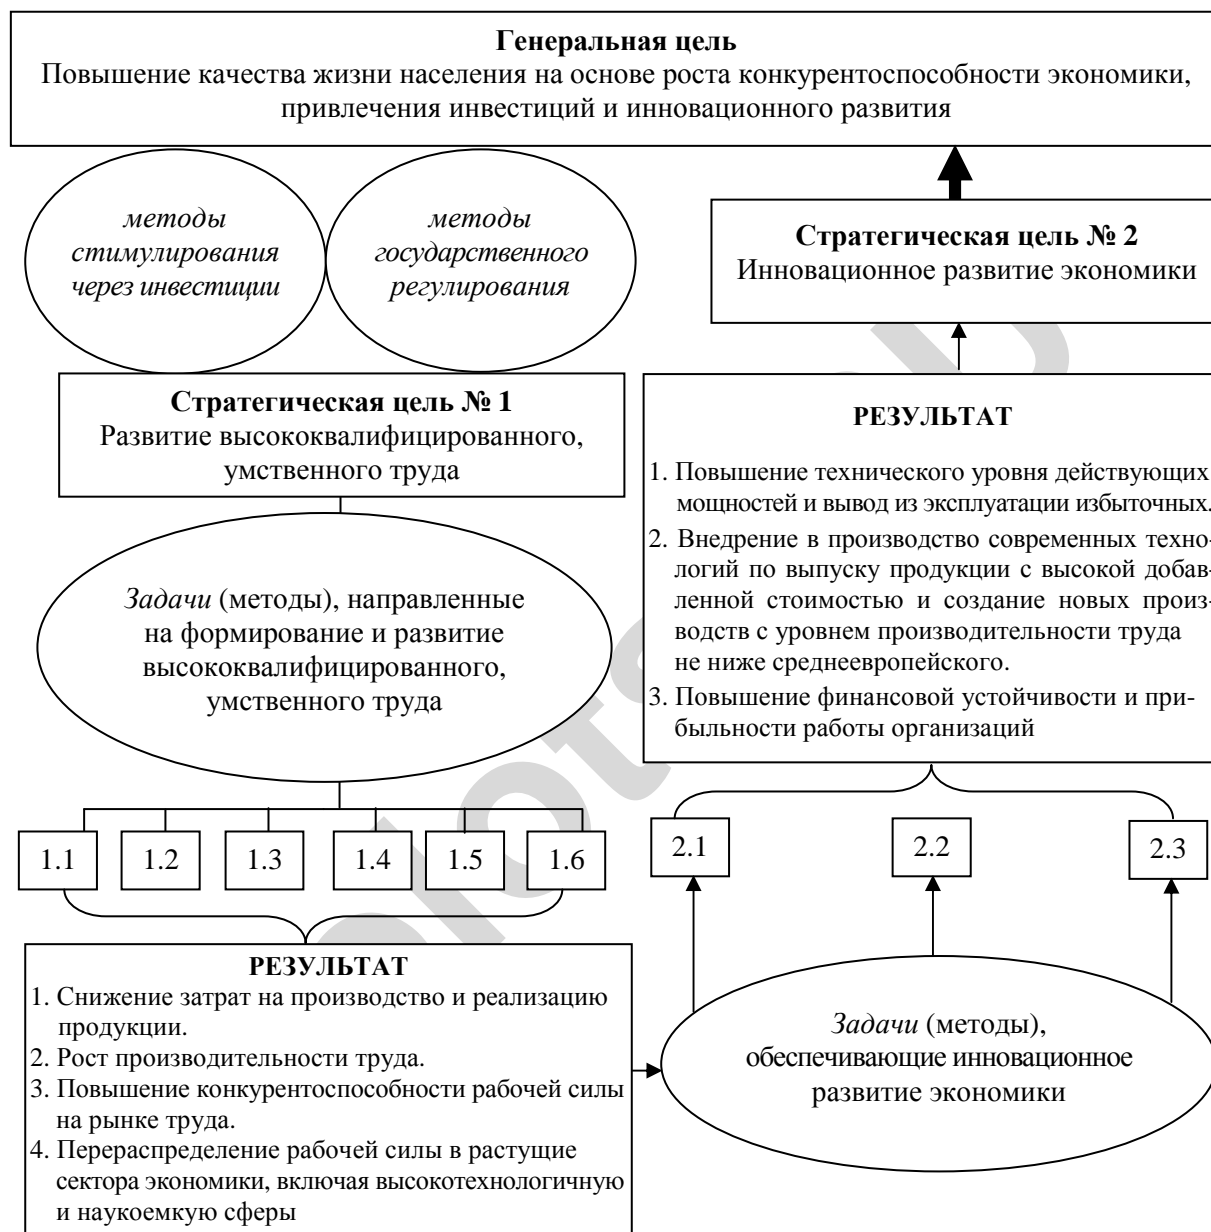 Генеральная цель
Повышение качества жизни населения на основе роста конкурентоспособности экономики,
привлечения инвестиций и инновационного развития
методы
стимулирования
через инвестиции
методы
государственного
регулирования
Стратегическая цель № 2
Инновационное развитие экономики
Стратегическая цель № 1
Развитие высококвалифицированного,
умственного труда
Задачи (методы), направленные
на формирование и развитие
высококвалифицированного,
умственного труда
1.1
1.2
1.3
1.4
1.5
1.6
РЕЗУЛЬТАТ
1. Снижение затрат на производство и реализацию
продукции.
2. Рост производительности труда.
3. Повышение конкурентоспособности рабочей силы
на рынке труда.
4. Перераспределение рабочей силы в растущие
сектора экономики, включая высокотехнологичную
и наукоемкую сферы
РЕЗУЛЬТАТ
1. Повышение технического уровня действующих
мощностей и вывод из эксплуатации избыточных.
2. Внедрение в производство современных техно-
логий по выпуску продукции с высокой добав-
ленной стоимостью и создание новых произ-
водств с уровнем производительности труда
не ниже среднеевропейского.
3. Повышение финансовой устойчивости и при-
быльности работы организаций
2.1
2.2
2.3
Задачи (методы),
обеспечивающие инновационное
развитие экономики